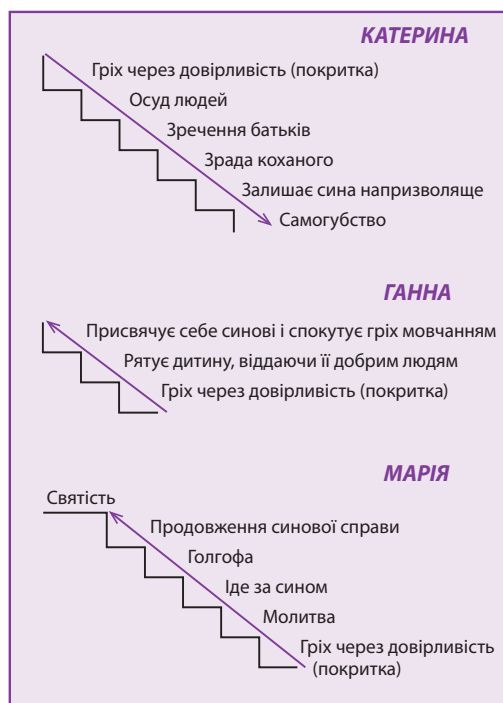 КАТЕРИНА
Гріх через довірливість (покритка)
Осуд людей
Зречення батьків
Зрада коханого
Залишає сина напризволяще
Самогубство
ГАННА
Присвячує себе синові і спокутує гріх мовчанням
Рятує дитину, віддаючи її добрим людям
Гріх через довірливість (покритка)
МАРІЯ
Святість
Продовження синової справи
Голгофа
Іде за сином
Молитва
Гріх через довірливість
(покритка)